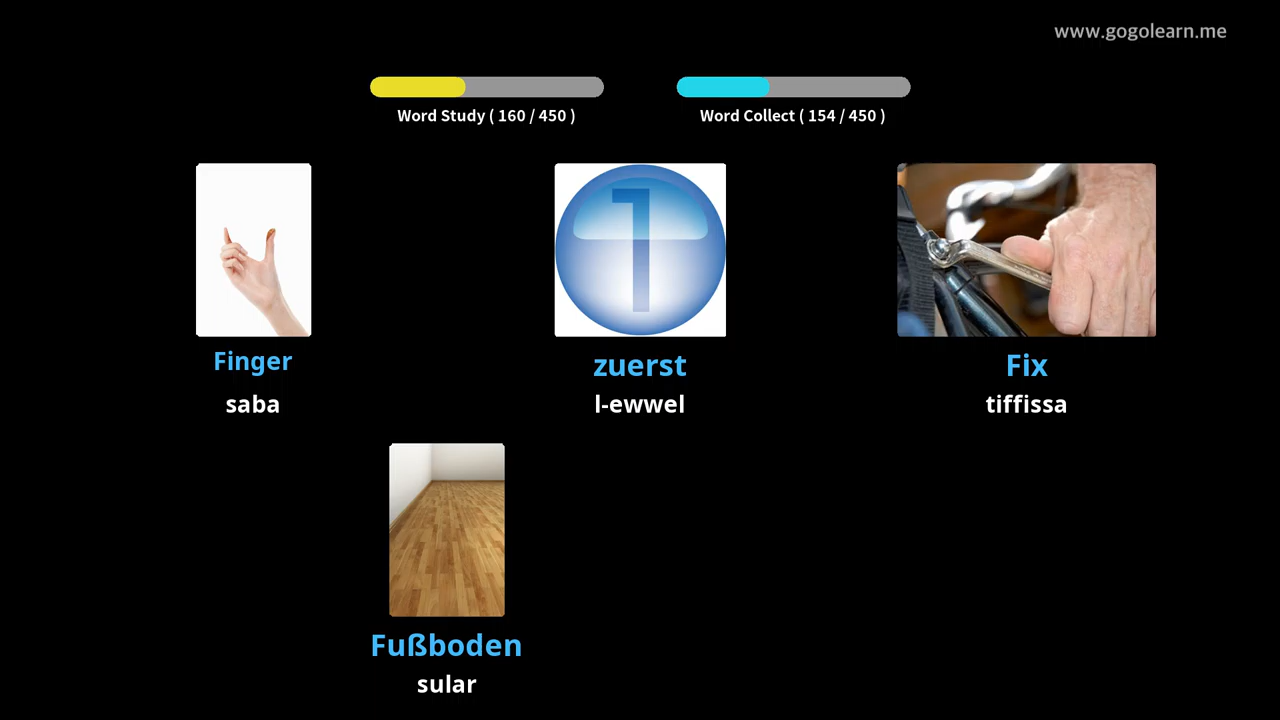 www.gogolearn.me
Word Study ( 160 / 450 )
Word Collect ( 154 / 450 )
1
Finger
zuerst
Fix
saba
l-ewwel
tiffissa
Fußboden
sular